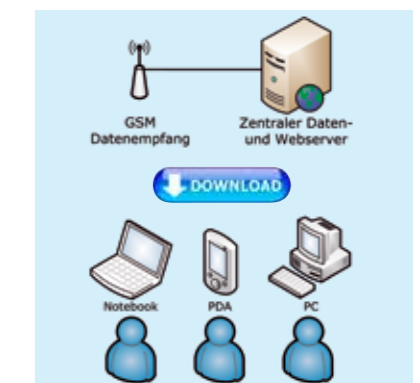 GSM
Datenempfang
Zentraler Daten-
und Webserver
DOWNLOAD
Notebook
PDA
PC